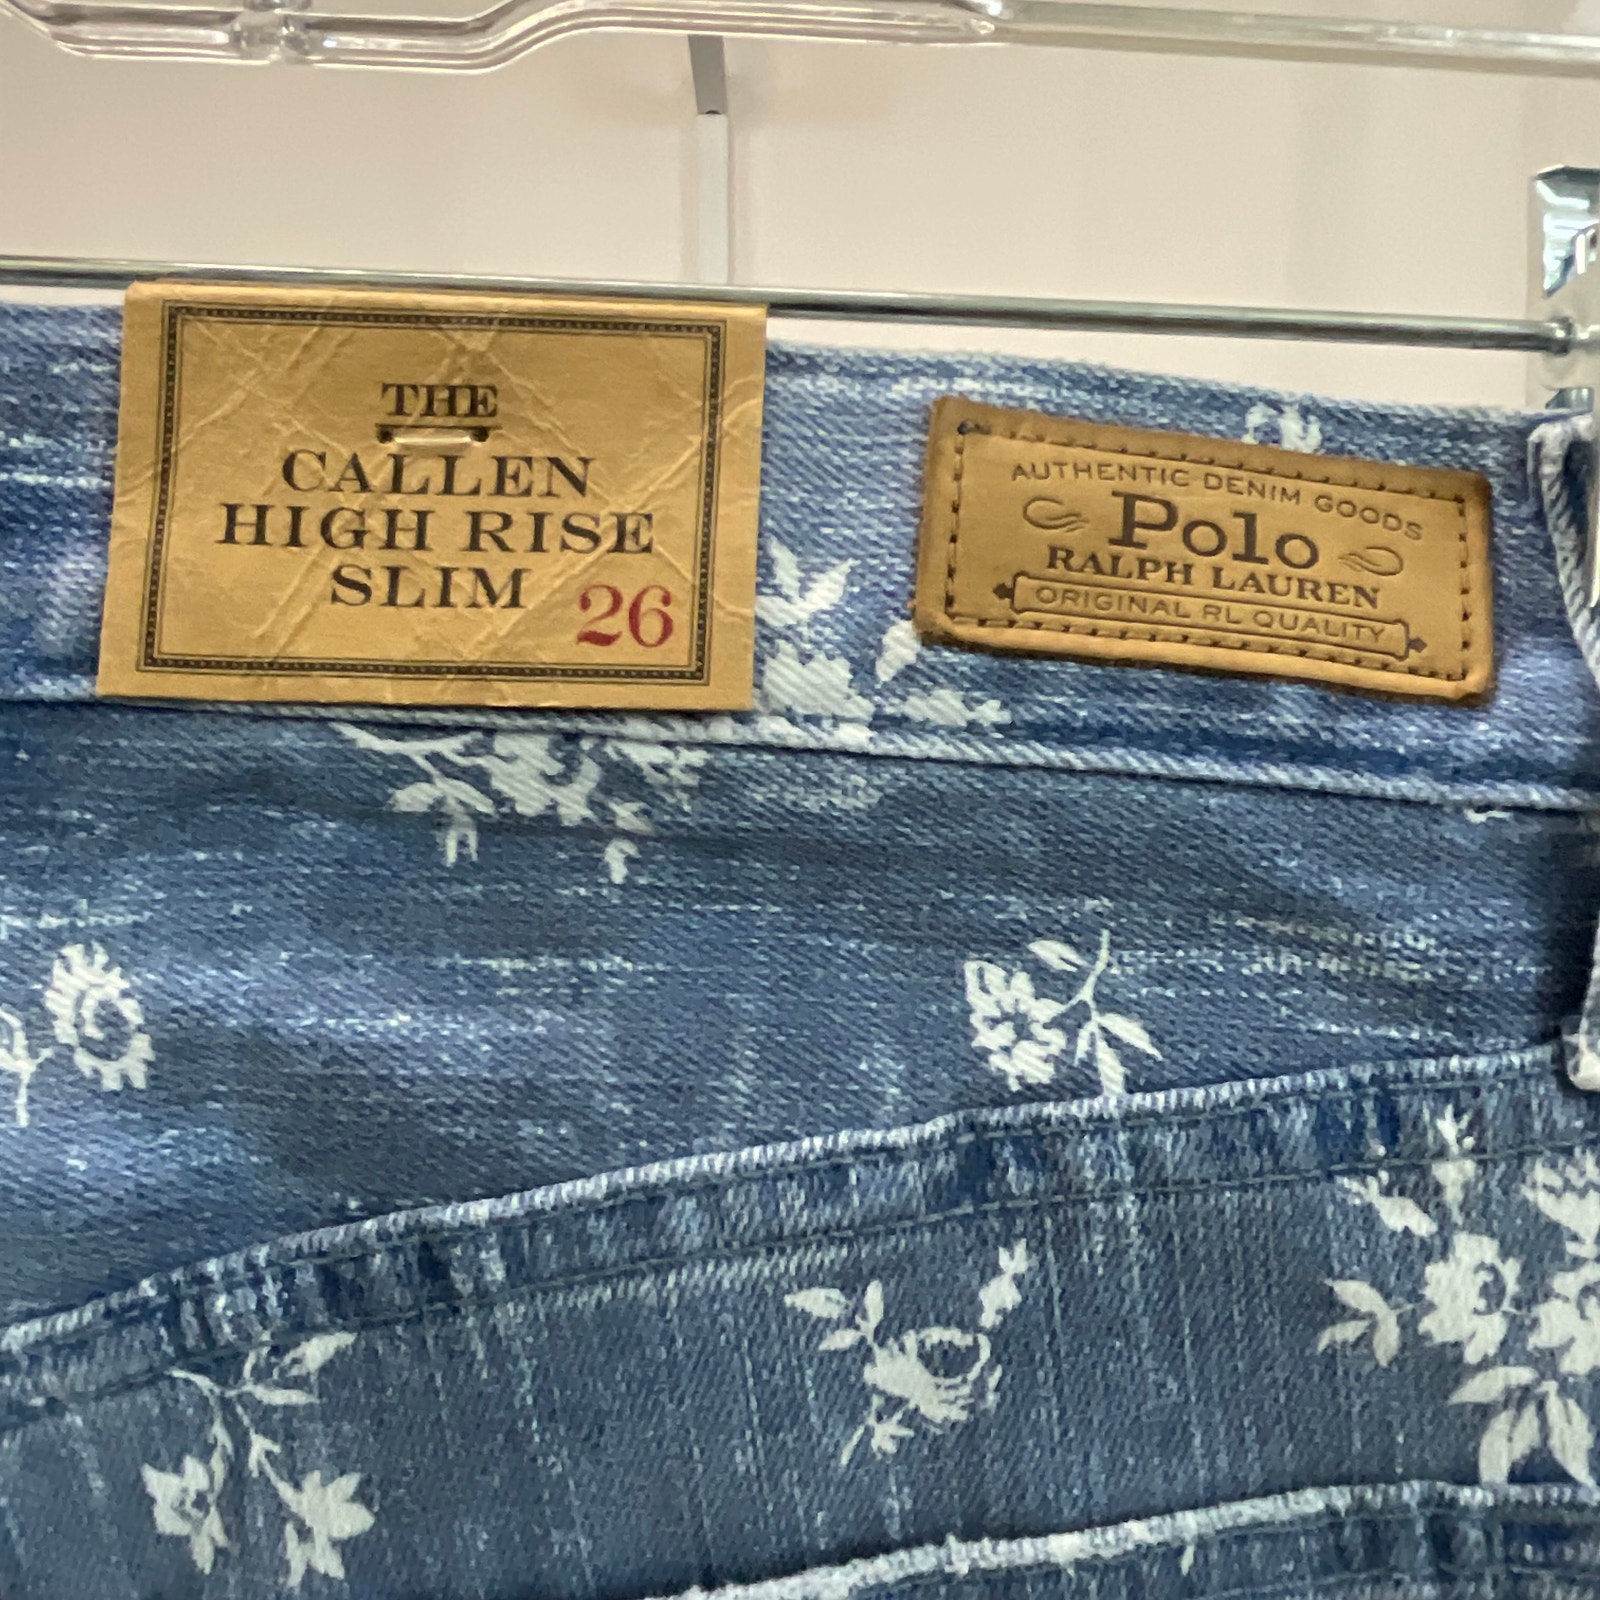 THE
CALLEN
HIGH RISE
SLIM
26
AUTHENTIC DENIM GOODS
Polo
RALPH LAUREN
ORIGINAL RL QUALITY